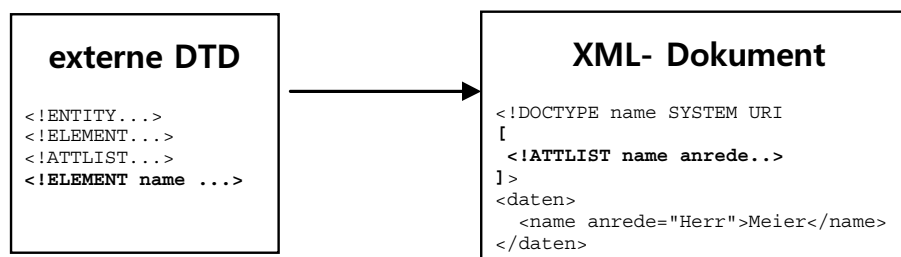 externe DTD
<!ENTITY...>
<!ELEMENT...>
<!ATTLIST...>
<!ELEMENT name ...>
XML- Dokument
<!DOCTYPE name SYSTEM URI
[
<!ATTLIST name anrede..>
]>
<daten>
<name anrede="Herr">Meier</name>
</daten>